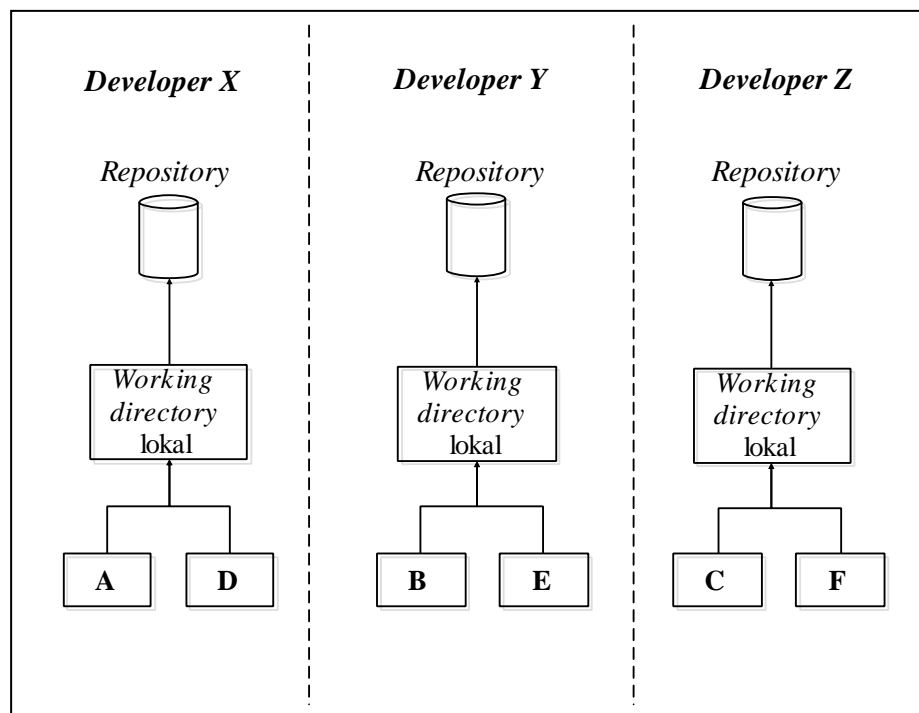 Developer X
Developer Y
Developer Z
Repository
Repository
Repository
Working
directory
lokal
Working
directory
lokal
Working
directory
lokal
A
D
B
E
C
F